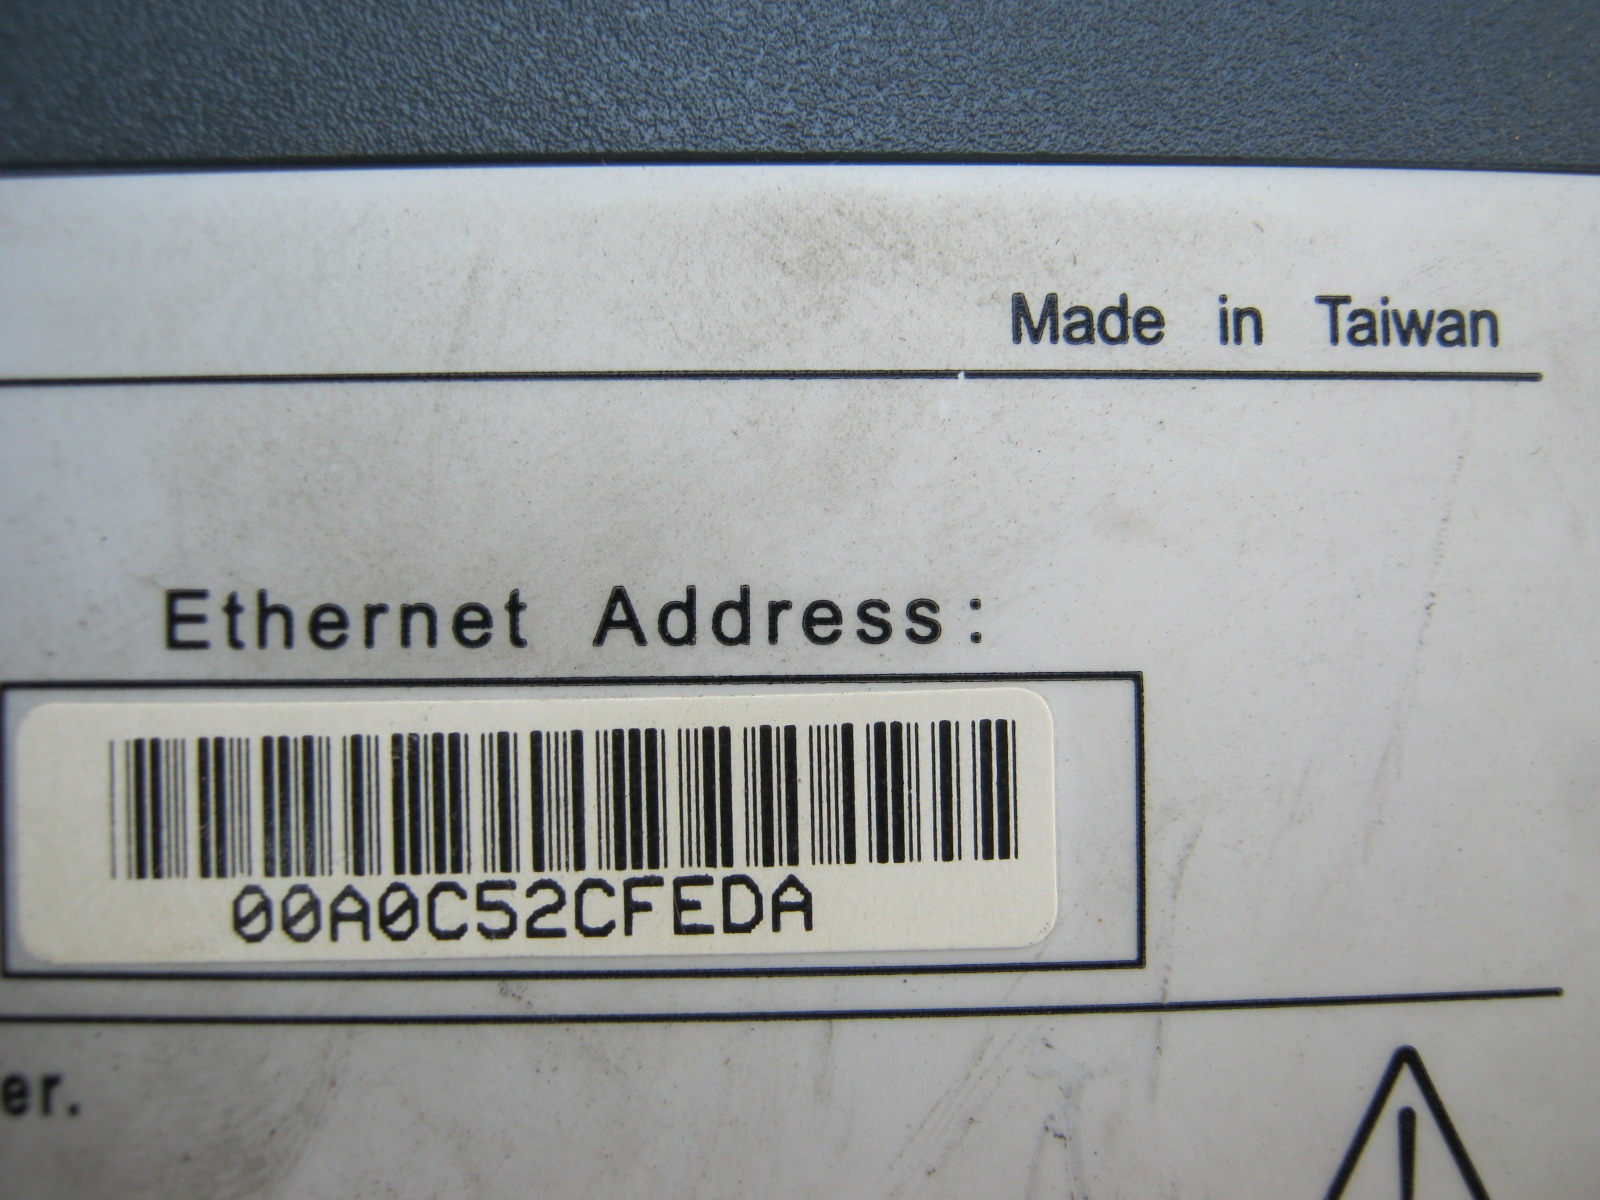 Made in Taiwan
Ethernet Address:
00A0C52CFEDA
er.